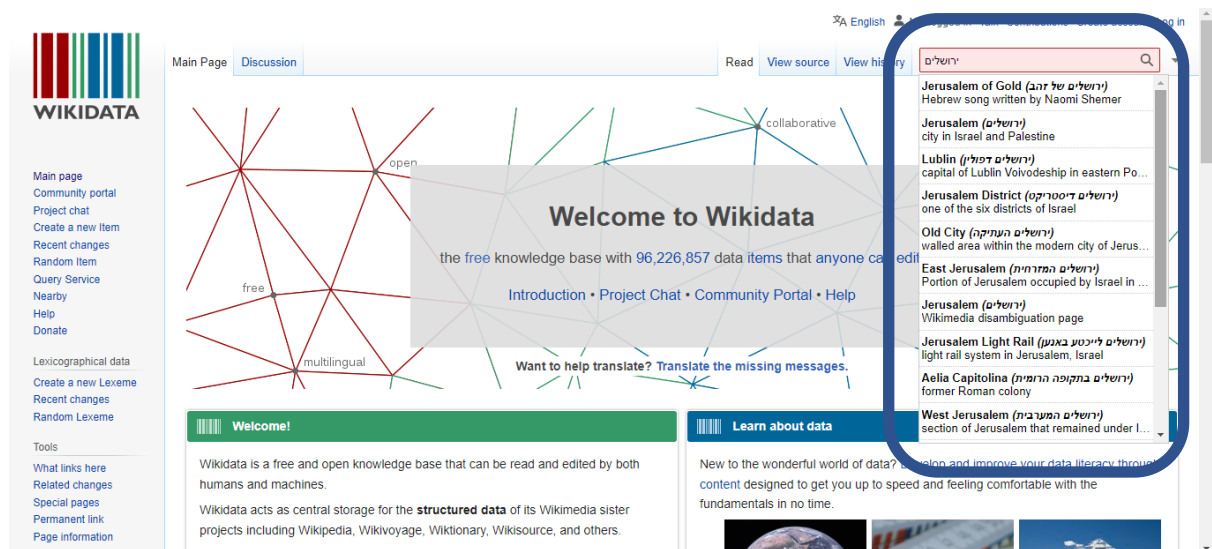 English
Main Page Discussion
Read View source View history
ירושלים
WIKIDATA
Main page
Community portal
Project chat
Create a new Item
Recent changes
Random Item
Query Service
Nearby
Help
Donate
Lexicographical data
Create a new Lexeme
Recent changes
Random Lexeme
Tools
What links here
Related changes
Special pages
Permanent link
Page information
collaborative
open
free
multilingual
Welcome to Wikidata
the free knowledge base with 96,226,857 data items that anyone can edit
Introduction • Project Chat • Community Portal • Help
Want to help translate? Translate the missing messages.
Jerusalem of Gold (ירושלים של זהב)
Hebrew song written by Naomi Shemer
Jerusalem (ירושלים)
city in Israel and Palestine
Lublin (ירושלים דפולין)
capital of Lublin Voivodeship in eastern Po...
Jerusalem District (ירושלים דיסטריקט)
one of the six districts of Israel
Old City (ירושלים העתיקה)
walled area within the modern city of Jerus...
East Jerusalem (ירושלים המזרחית)
Portion of Jerusalem occupied by Israel in ...
Jerusalem (ירושלים)
Wikimedia disambiguation page
Jerusalem Light Rail (ירושלים לייכטע באנען)
light rail system in Jerusalem, Israel
Aelia Capitolina (ירושלים בתקופה הרומית)
former Roman colony
West Jerusalem (ירושלים המערבית)
section of Jerusalem that remained under I...
Welcome!
Wikidata is a free and open knowledge base that can be read and edited by both
humans and machines.
Wikidata acts as central storage for the structured data of its Wikimedia sister
projects including Wikipedia, Wikivoyage, Wiktionary, Wikisource, and others.
Learn about data
New to the wonderful world of data? Develop and improve your data literacy through
content designed to get you up to speed and feeling comfortable with the
fundamentals in no time.